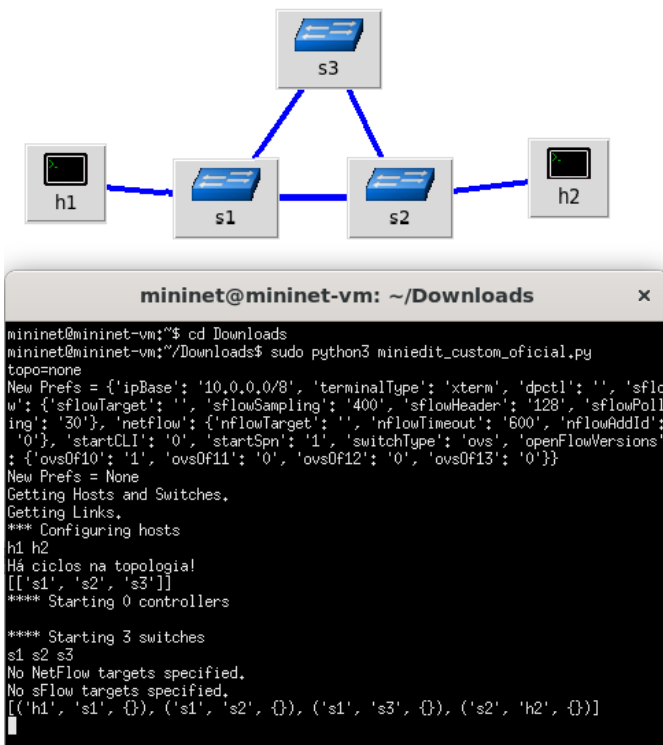 s3
h1
h2
s1
s2
mininet@mininet-vm: ~/Downloads ×
mininet@mininet-vm:~$ cd Downloads
mininet@mininet-vm:~/Downloads$ sudo python3 miniedit_custom_oficial.py
topo=none
New Prefs = {'ipBase': '10.0.0.0/8', 'terminalType': 'xterm', 'dpctl': '', 'sflo
w': {'sflowTarget': '', 'sflowSampling': '400', 'sflowHeader': '128', 'sflowPoll
ing': '30'}, 'netflow': {'nflowTarget': '', 'nflowTimeout': '600', 'nflowAddId':
 '0'}, 'startCLI': '0', 'startSpn': '1', 'switchType': 'ovs', 'openFlowVersions'
: {'ovsOf10': '1', 'ovsOf11': '0', 'ovsOf12': '0', 'ovsOf13': '0'}}
New Prefs = None
Getting Hosts and Switches.
Getting Links.
*** Configuring hosts
h1 h2
Há ciclos na topologia!
[['s1', 's2', 's3']]
**** Starting 0 controllers
**** Starting 3 switches
s1 s2 s3
No NetFlow targets specified.
No sFlow targets specified.
[('h1', 's1', {}), ('s1', 's2', {}), ('s1', 's3', {}), ('s2', 'h2', {})]